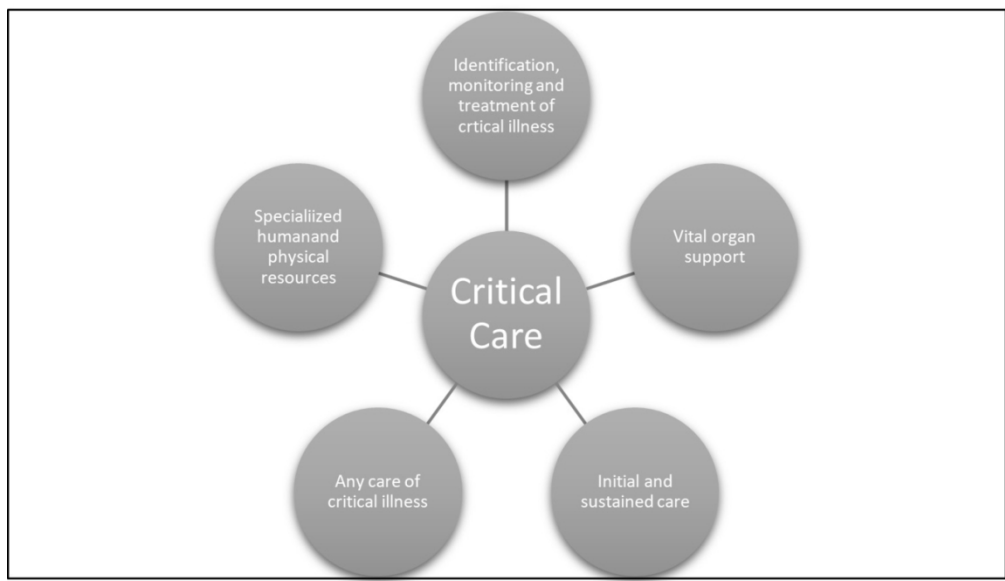 Identification,
monitoring and
treatment of
crtical illness
Specialiized
humanand
physical
resources
Vital organ
support
Critical
Care
Any care of
critical illness
Initial and
sustained care